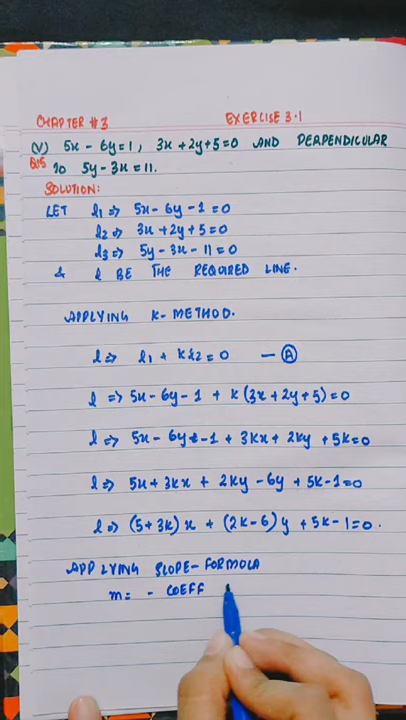 CHAPTER #3 EXERCISE 3.1
(V) 5x - 6y = 1, 3x + 2y + 5 = 0 AND PERPENDICULAR
Q15 To 5y - 3x = 11.
SOLUTION:
LET l1 => 5x - 6y - 1 = 0
l2 => 3x + 2y + 5 = 0
l3 => 5y - 3x - 11 = 0
& l BE THE REQUIRED LINE.
APPLYING K-METHOD.
l => l1 + kl2 = 0 — (A)
l => 5x - 6y - 1 + k(3x + 2y + 5) = 0
l => 5x - 6y - 1 + 3kx + 2ky + 5k = 0
l => 5x + 3kx + 2ky - 6y + 5k - 1 = 0
l => (5 + 3k)x + (2k - 6)y + 5k - 1 = 0.
APPLYING SLOPE-FORMULA
m = - COEFF